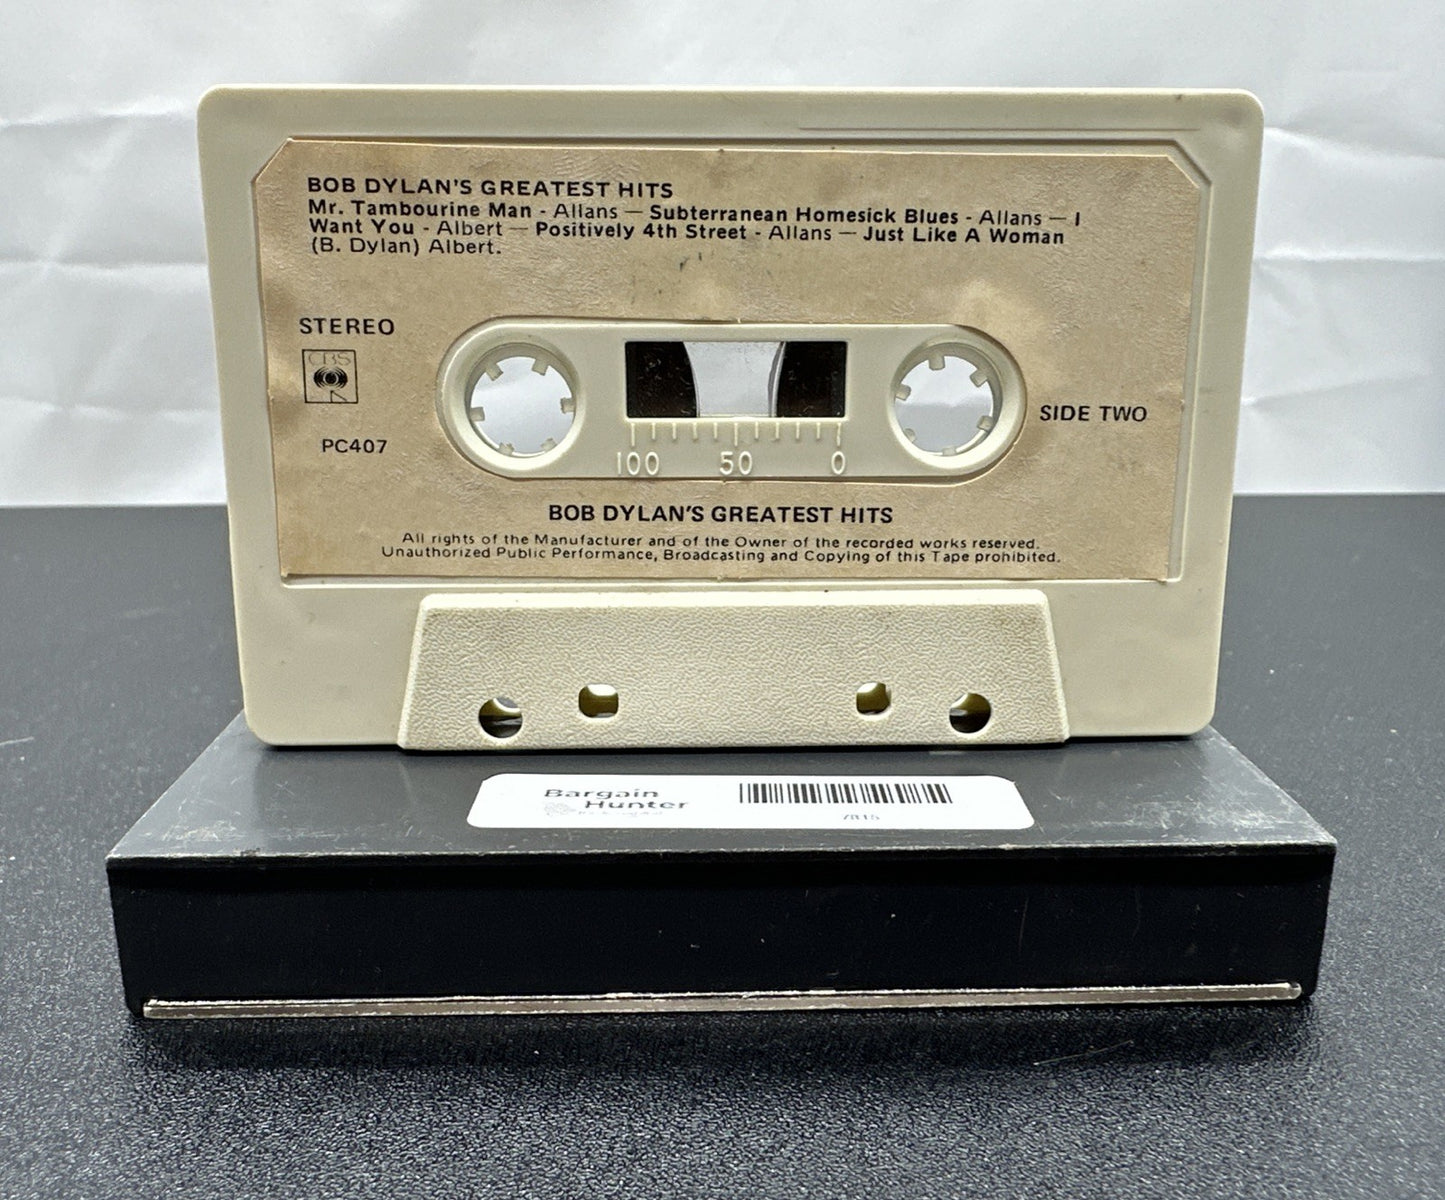 BOB DYLAN'S GREATEST HITS
Mr. Tambourine Man - Allans — Subterranean Homesick Blues - Allans — I
Want You - Albert — Positively 4th Street - Allans — Just Like A Woman
(B. Dylan) Albert.
STEREO
CBS
PC407
SIDE TWO
100 50 0
BOB DYLAN'S GREATEST HITS
All rights of the Manufacturer and of the Owner of the recorded works reserved.
Unauthorized Public Performance, Broadcasting and Copying of this Tape prohibited.
Bargain
Hunter